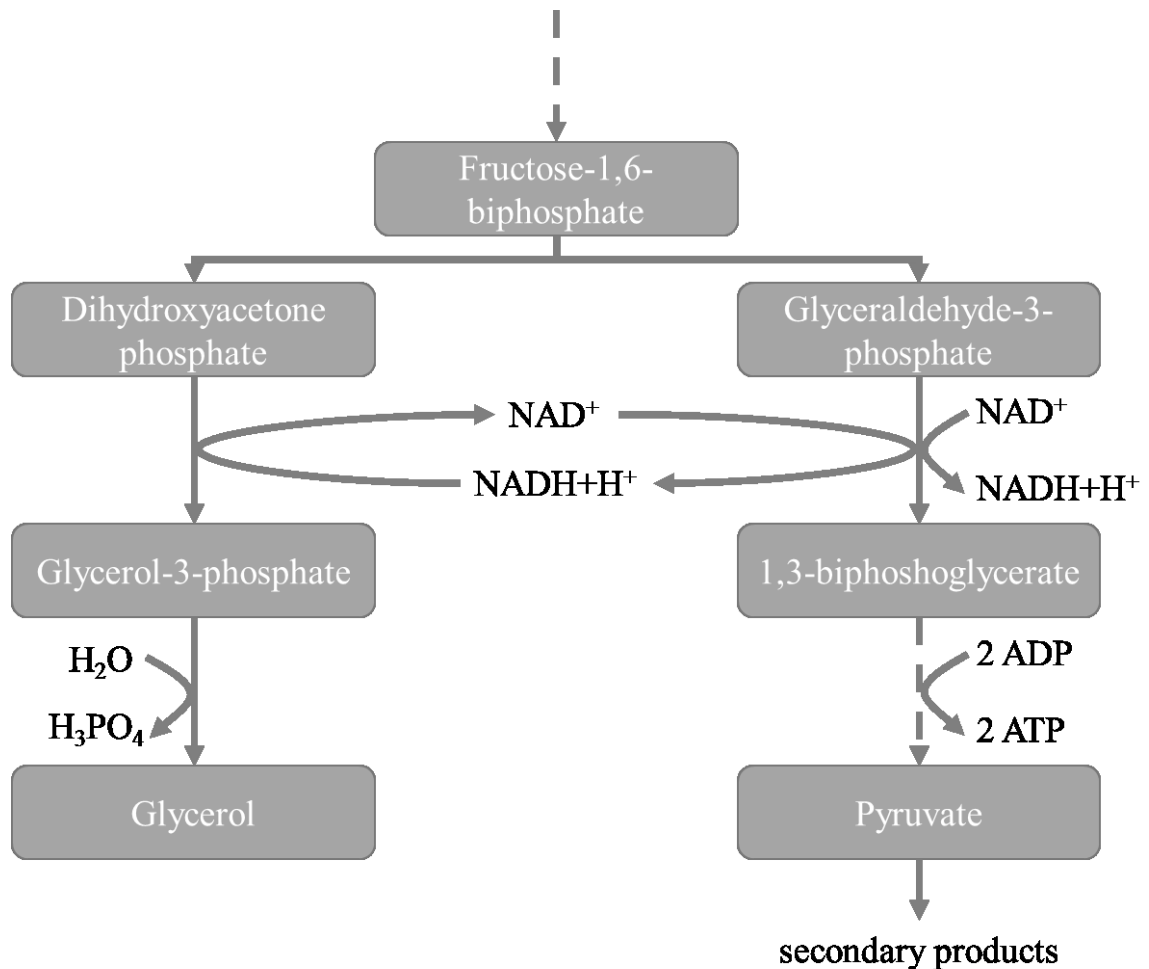 Fructose-1,6-
biphosphate
Dihydroxyacetone
phosphate
Glyceraldehyde-3-
phosphate
NAD⁺
NAD⁺
NADH+H⁺
NADH+H⁺
Glycerol-3-phosphate
1,3-biphoshoglycerate
H₂O
2 ADP
H₃PO₄
2 ATP
Glycerol
Pyruvate
secondary products